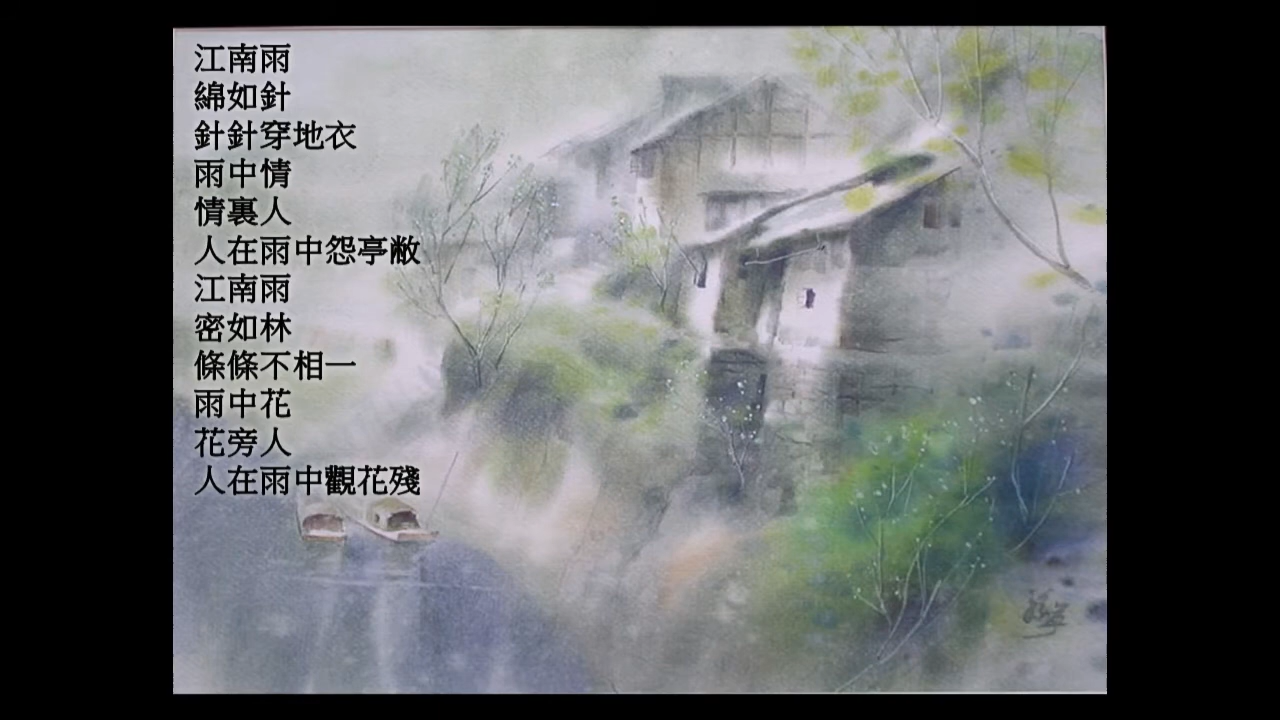 江南雨
綿如針
針針穿地衣
雨中情
情裏人
人在雨中怨亭敝
江南雨
密如林
條條不相一
雨中花
花旁人
人在雨中觀花殘